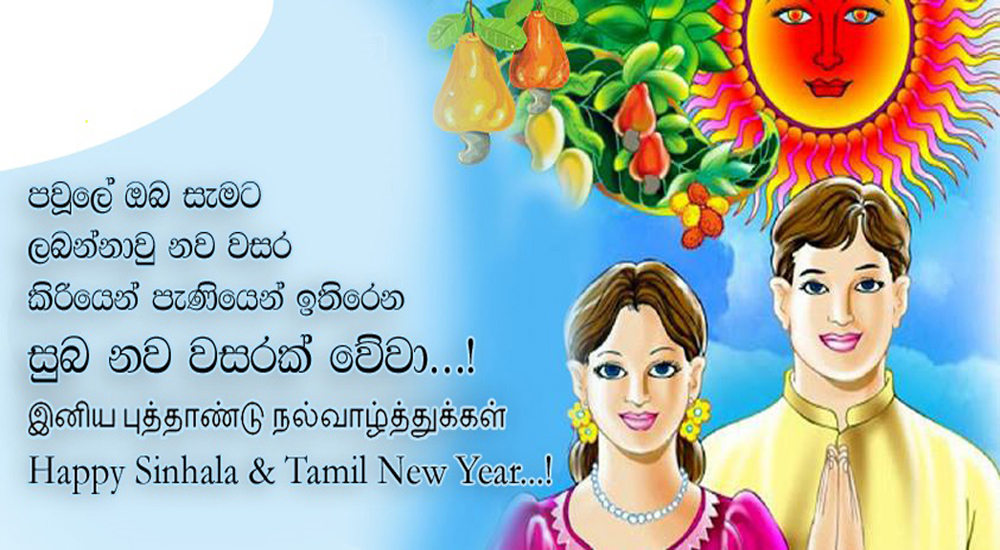 පවූලේ ඔබ සැමට
ලබන්නාවු නව වසර
කිරියෙන් පැණියෙන් ඉතිරෙන
සුබ නව වසරක් වේවා...!
இனிய புத்தாண்டு நல்வாழ்த்துக்கள்
Happy Sinhala & Tamil New Year...!